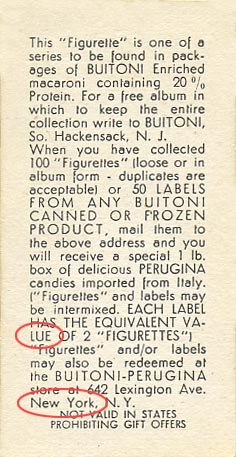 This "Figurette" is one of a
series to be found in pack-
ages of BUITONI Enriched
macaroni containing 20%
Protein. For a free album in
which to keep the entire
collection write to BUITONI,
So. Hackensack, N. J.
When you have collected
100 "Figurettes" (loose or in
album form - duplicates are
acceptable) or 50 LABELS
FROM ANY BUITONI
CANNED OR FROZEN
PRODUCT, mail them to
the above address and you
will receive a special 1 lb.
box of delicious PERUGINA
candies imported from Italy.
("Figurettes" and labels may
be intermixed. EACH LABEL
HAS THE EQUIVALENT VA-
LUE OF 2 "FIGURETTES")
"Figurettes" and/or labels
may also be redeemed at
the BUITONI-PERUGINA
store at 642 Lexington Ave.
New York, N.Y.
NOT VALID IN STATES
PROHIBITING GIFT OFFERS